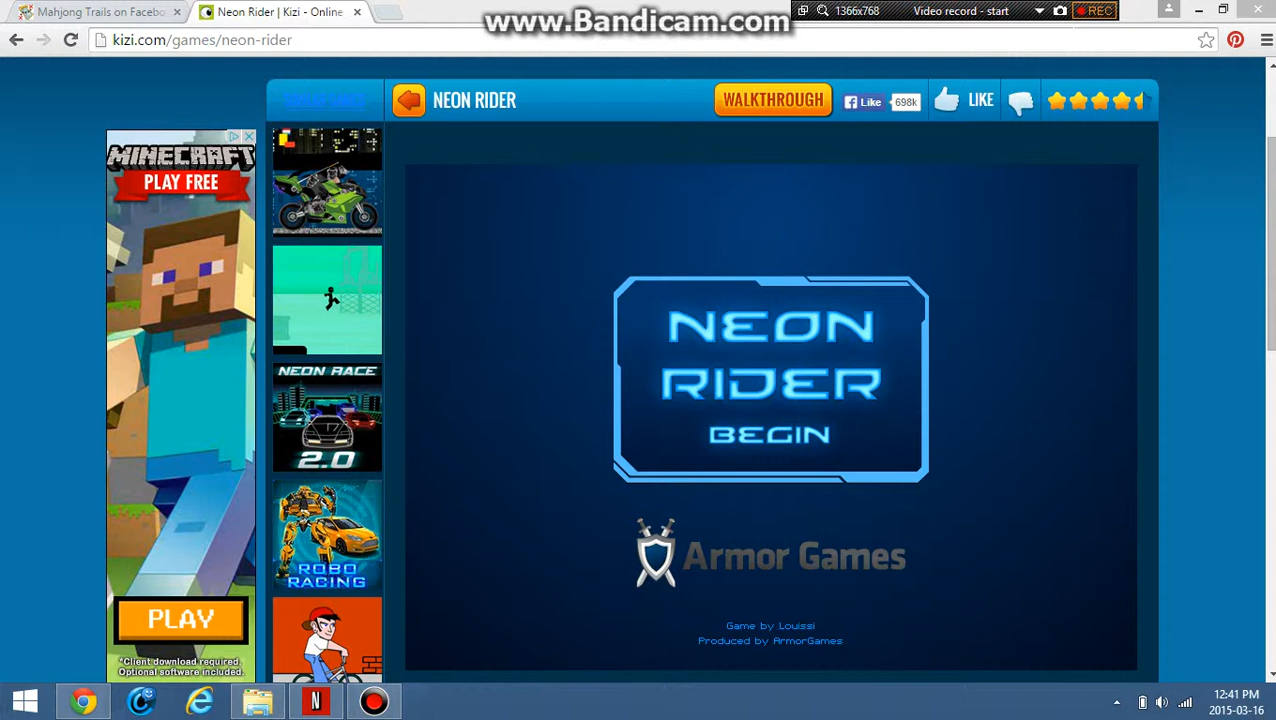 Mahjong Trails on Facebo
Neon Rider | Kizi - Online
www.Bandicam.com
1366x768
Video record - start
REC
kizi.com/games/neon-rider
NEON RIDER
WALKTHROUGH
Like
698k
LIKE
MINECRAFT
PLAY FREE
PLAY
*Client download required.
Optional software included.
NEON RACE
2.0
ROBO
RACING
NEON
RIDER
BEGIN
Armor Games
Game by Louissi
Produced by ArmorGames
N
12:41 PM
2015-03-16